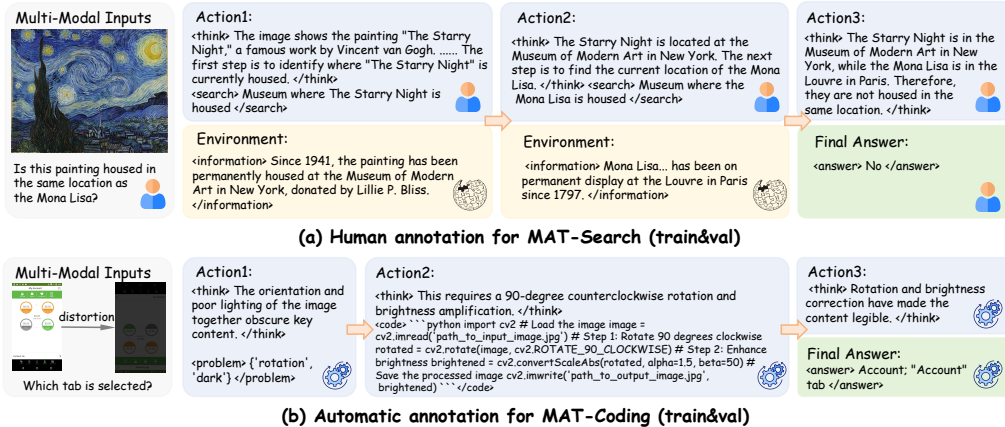 Multi-Modal Inputs
Is this painting housed in
the same location as
the Mona Lisa?
Action1:
<think> The image shows the painting "The Starry
Night," a famous work by Vincent van Gogh. ...... The
first step is to identify where "The Starry Night" is
currently housed. </think>
<search> Museum where The Starry Night is
housed </search>
Environment:
<information> Since 1941, the painting has been
permanently housed at the Museum of Modern
Art in New York, donated by Lillie P. Bliss.
</information>
Action2:
<think> The Starry Night is located at the
Museum of Modern Art in New York. The next
step is to find the current location of the Mona
Lisa. </think> <search> Museum where the
Mona Lisa is housed </search>
Environment:
<information> Mona Lisa... has been on
permanent display at the Louvre in Paris
since 1797. </information>
Action3:
<think> The Starry Night is in the
Museum of Modern Art in New
York, while the Mona Lisa is in the
Louvre in Paris. Therefore,
they are not housed in the
same location. </think>
Final Answer:
<answer> No </answer>
(a) Human annotation for MAT-Search (train&val)
Multi-Modal Inputs
distortion
Which tab is selected?
Action1:
<think> The orientation and
poor lighting of the image
together obscure key
content. </think>
<problem> {'rotation',
'dark'} </problem>
Action2:
<think> This requires a 90-degree counterclockwise rotation and
brightness amplification. </think>
<code> ```python import cv2 # Load the image image =
cv2.imread('path_to_input_image.jpg') # Step 1: Rotate 90 degrees clockwise
rotated = cv2.rotate(image, cv2.ROTATE_90_CLOCKWISE) # Step 2: Enhance
brightness brightened = cv2.convertScaleAbs(rotated, alpha=1.5, beta=50) #
Save the processed image cv2.imwrite('path_to_output_image.jpg',
brightened) ```</code>
Action3:
<think> Rotation and brightness
correction have made the
content legible. </think>
Final Answer:
<answer> Account; "Account"
tab </answer>
(b) Automatic annotation for MAT-Coding (train&val)